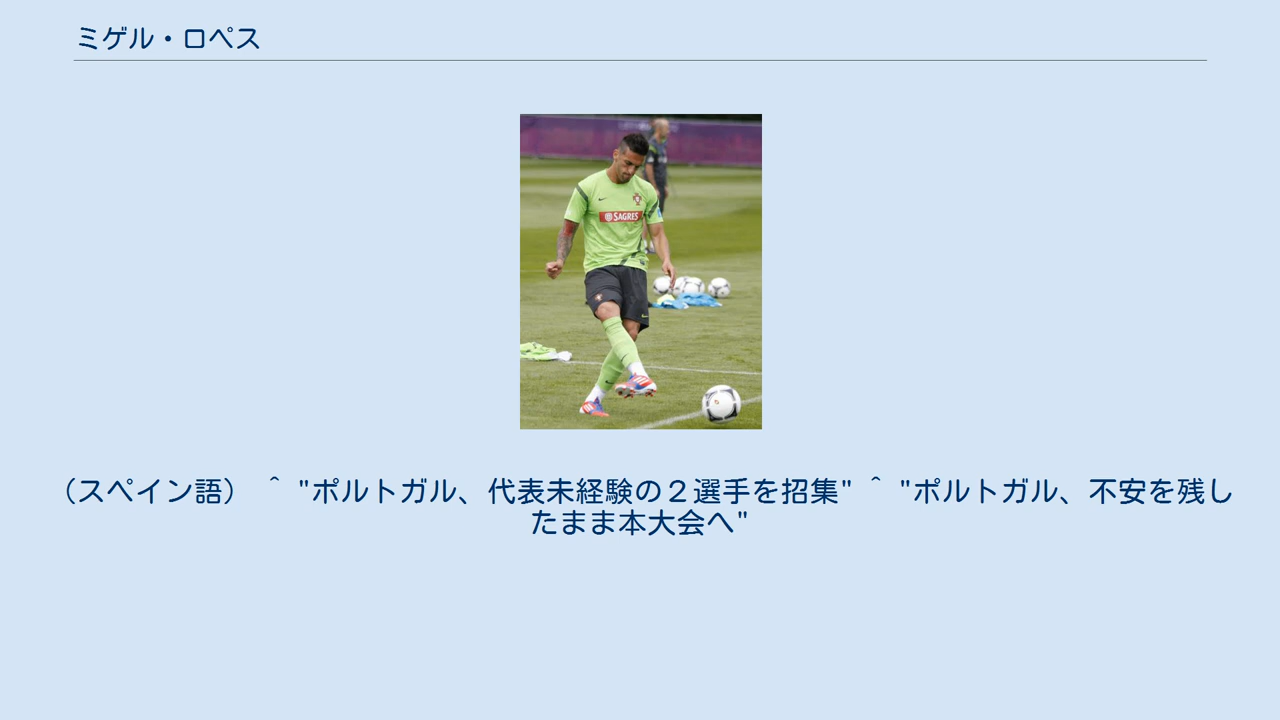 ミゲル・ロペス
SAGRES
（スペイン語） ^ "ポルトガル、代表未経験の２選手を招集" ^ "ポルトガル、不安を残し
たまま本大会へ"